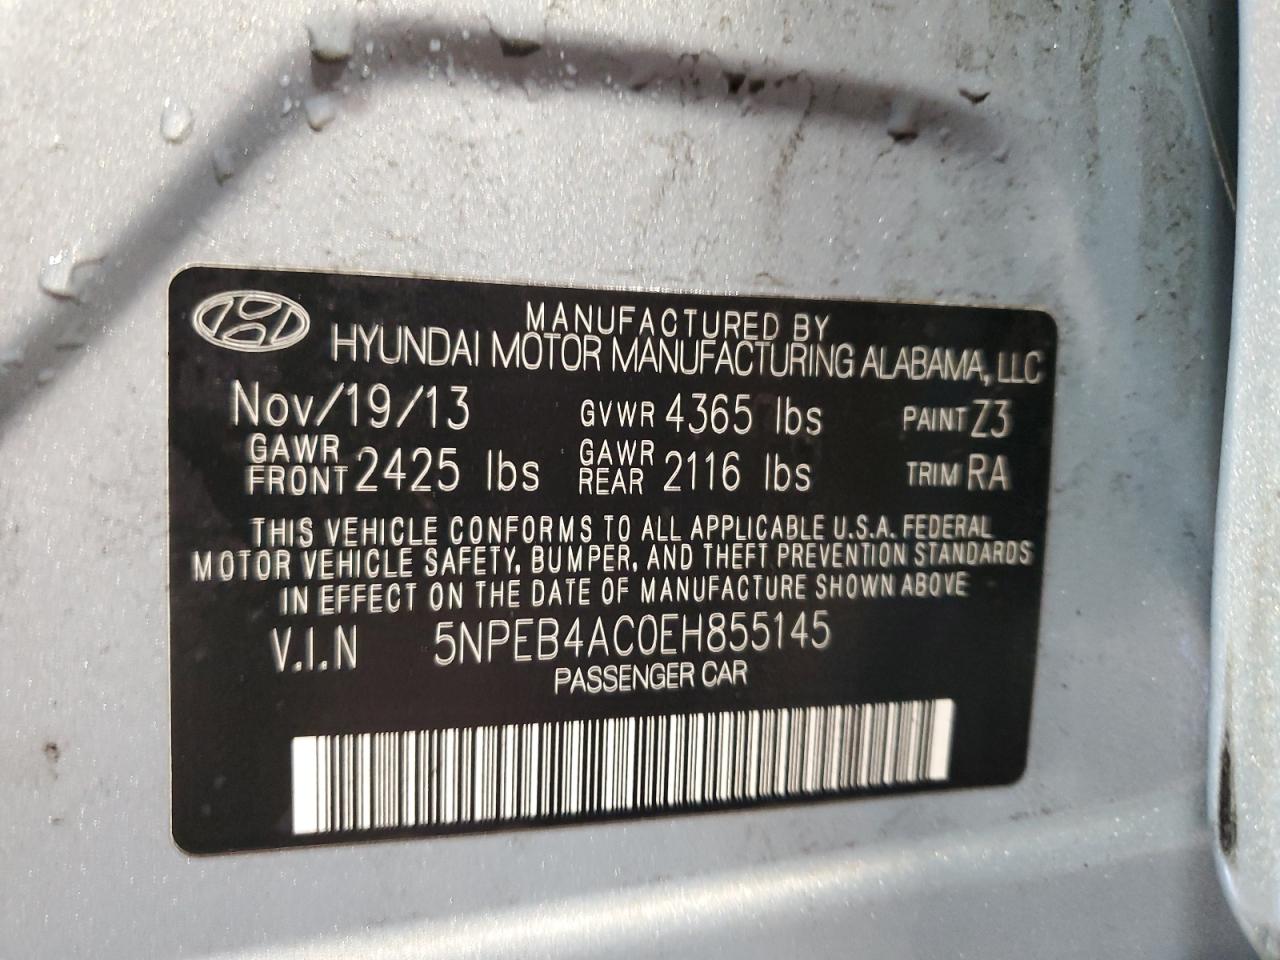 MANUFACTURED BY
HYUNDAI MOTOR MANUFACTURING ALABAMA, LLC
Nov/19/13 GVWR 4365 lbs PAINT Z3
GAWR FRONT 2425 lbs GAWR REAR 2116 lbs TRIM RA
THIS VEHICLE CONFORMS TO ALL APPLICABLE U.S.A. FEDERAL
MOTOR VEHICLE SAFETY, BUMPER, AND THEFT PREVENTION STANDARDS
IN EFFECT ON THE DATE OF MANUFACTURE SHOWN ABOVE
V.I.N 5NPEB4AC0EH855145
PASSENGER CAR